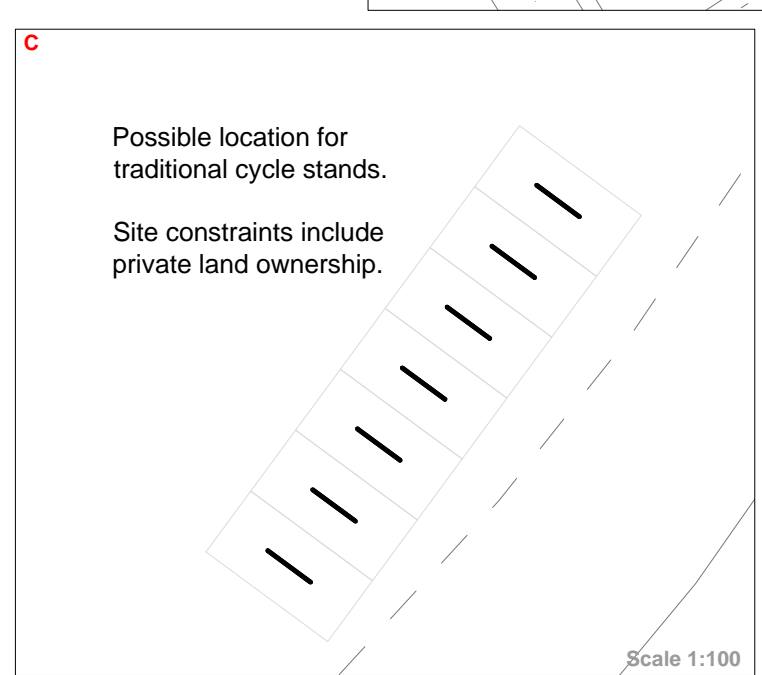 C
Possible location for
traditional cycle stands.
Site constraints include
private land ownership.
Scale 1:100